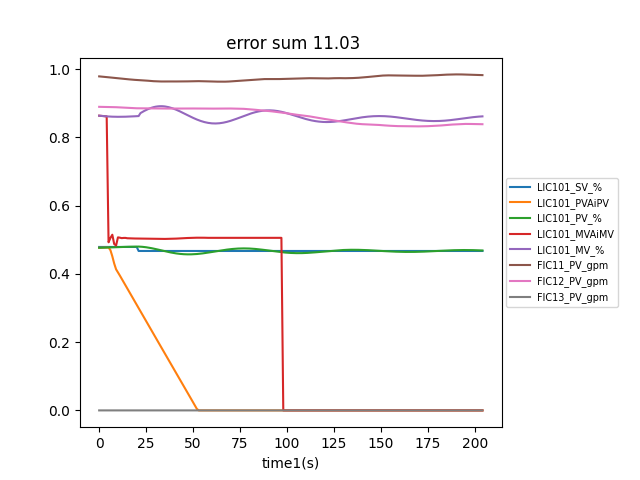 error sum 11.03
1.0
0.8
0.6
0.4
0.2
0.0
0 25 50 75 100 125 150 175 200
time1(s)
LIC101_SV_%
LIC101_PVAiPV
LIC101_PV_%
LIC101_MVAiMV
LIC101_MV_%
FIC11_PV_gpm
FIC12_PV_gpm
FIC13_PV_gpm